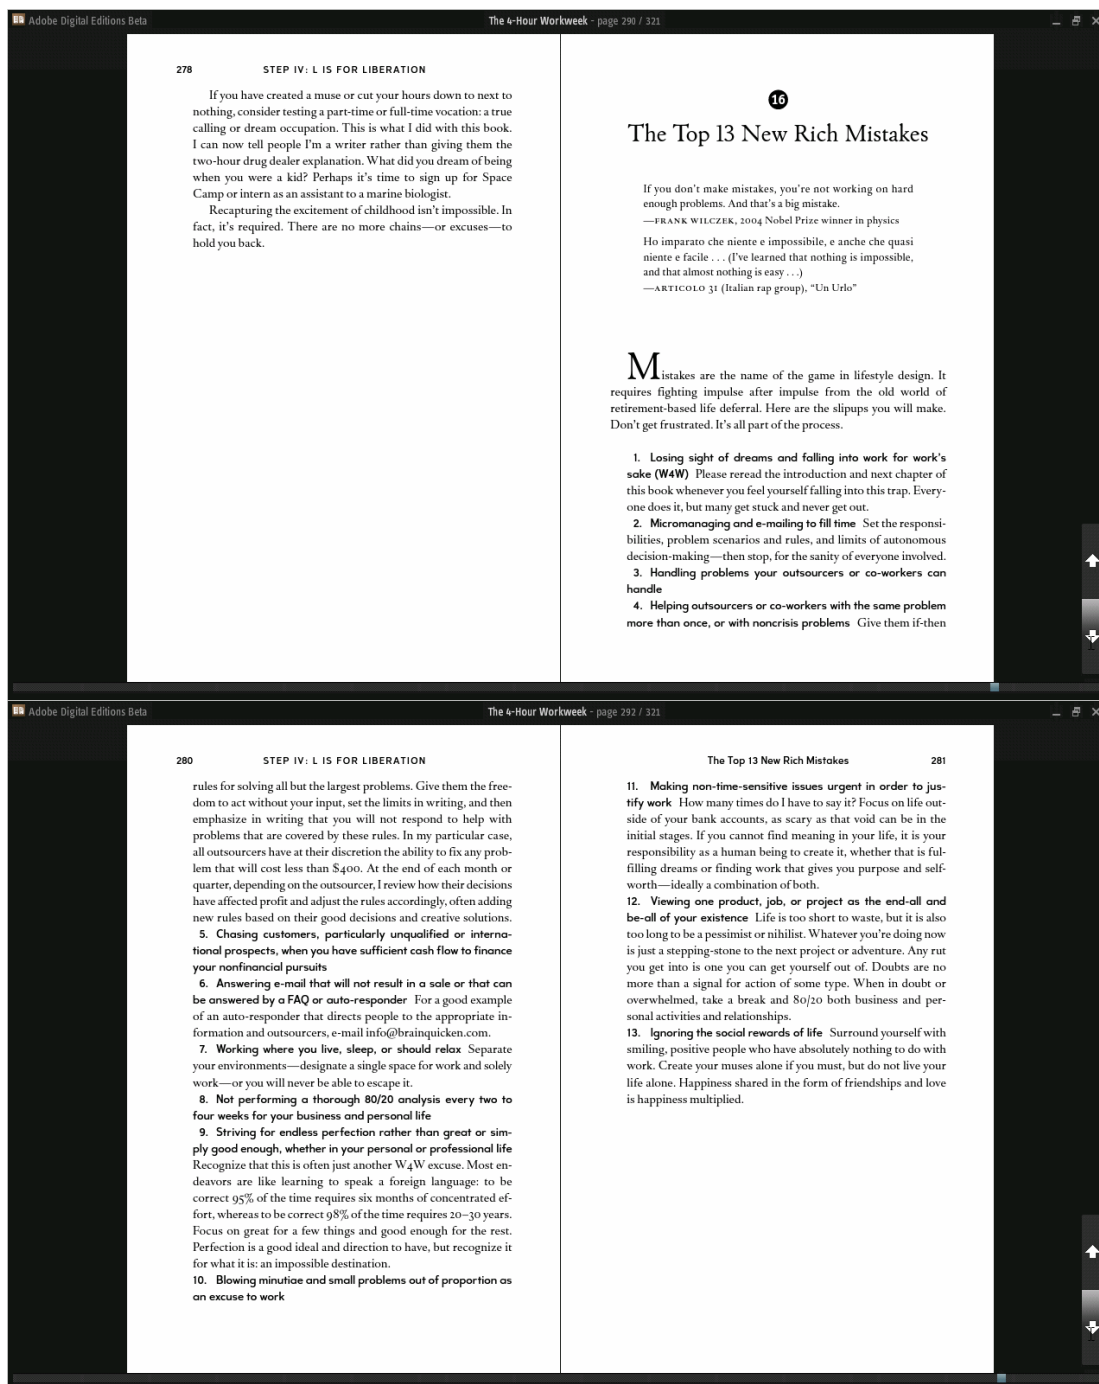 Adobe Digital Editions Beta
The 4-Hour Workweek - page 290 / 321
278
STEP IV: L IS FOR LIBERATION
If you have created a muse or cut your hours down to next to
nothing, consider testing a part-time or full-time vocation: a true
calling or dream occupation. This is what I did with this book.
I can now tell people I'm a writer rather than giving them the
two-hour drug dealer explanation. What did you dream of being
when you were a kid? Perhaps it's time to sign up for Space
Camp or intern as an assistant to a marine biologist.
Recapturing the excitement of childhood isn't impossible. In
fact, it's required. There are no more chains—or excuses—to
hold you back.
16
The Top 13 New Rich Mistakes
If you don't make mistakes, you're not working on hard
enough problems. And that's a big mistake.
—FRANK WILCZEK, 2004 Nobel Prize winner in physics
Ho imparato che niente e impossibile, e anche che quasi
niente e facile . . . (I've learned that nothing is impossible,
and that almost nothing is easy . . .)
—ARTICOLO 31 (Italian rap group), "Un Urlo"
Mistakes are the name of the game in lifestyle design. It
requires fighting impulse after impulse from the old world of
retirement-based life deferral. Here are the slipups you will make.
Don't get frustrated. It's all part of the process.
1. Losing sight of dreams and falling into work for work's
sake (W4W) Please reread the introduction and next chapter of
this book whenever you feel yourself falling into this trap. Every-
one does it, but many get stuck and never get out.
2. Micromanaging and e-mailing to fill time Set the responsi-
bilities, problem scenarios and rules, and limits of autonomous
decision-making—then stop, for the sanity of everyone involved.
3. Handling problems your outsourcers or co-workers can
handle
4. Helping outsourcers or co-workers with the same problem
more than once, or with noncrisis problems Give them if-then
Adobe Digital Editions Beta
The 4-Hour Workweek - page 292 / 321
280
STEP IV: L IS FOR LIBERATION
rules for solving all but the largest problems. Give them the free-
dom to act without your input, set the limits in writing, and then
emphasize in writing that you will not respond to help with
problems that are covered by these rules. In my particular case,
all outsourcers have at their discretion the ability to fix any prob-
lem that will cost less than $400. At the end of each month or
quarter, depending on the outsourcer, I review how their decisions
have affected profit and adjust the rules accordingly, often adding
new rules based on their good decisions and creative solutions.
5. Chasing customers, particularly unqualified or interna-
tional prospects, when you have sufficient cash flow to finance
your nonfinancial pursuits
6. Answering e-mail that will not result in a sale or that can
be answered by a FAQ or auto-responder For a good example
of an auto-responder that directs people to the appropriate in-
formation and outsourcers, e-mail info@brainquicken.com.
7. Working where you live, sleep, or should relax Separate
your environments—designate a single space for work and solely
work—or you will never be able to escape it.
8. Not performing a thorough 80/20 analysis every two to
four weeks for your business and personal life
9. Striving for endless perfection rather than great or sim-
ply good enough, whether in your personal or professional life
Recognize that this is often just another W4W excuse. Most en-
deavors are like learning to speak a foreign language: to be
correct 95% of the time requires six months of concentrated ef-
fort, whereas to be correct 98% of the time requires 20–30 years.
Focus on great for a few things and good enough for the rest.
Perfection is a good ideal and direction to have, but recognize it
for what it is: an impossible destination.
10. Blowing minutiae and small problems out of proportion as
an excuse to work
The Top 13 New Rich Mistakes
281
11. Making non-time-sensitive issues urgent in order to jus-
tify work How many times do I have to say it? Focus on life out-
side of your bank accounts, as scary as that void can be in the
initial stages. If you cannot find meaning in your life, it is your
responsibility as a human being to create it, whether that is ful-
filling dreams or finding work that gives you purpose and self-
worth—ideally a combination of both.
12. Viewing one product, job, or project as the end-all and
be-all of your existence Life is too short to waste, but it is also
too long to be a pessimist or nihilist. Whatever you're doing now
is just a stepping-stone to the next project or adventure. Any rut
you get into is one you can get yourself out of. Doubts are no
more than a signal for action of some type. When in doubt or
overwhelmed, take a break and 80/20 both business and per-
sonal activities and relationships.
13. Ignoring the social rewards of life Surround yourself with
smiling, positive people who have absolutely nothing to do with
work. Create your muses alone if you must, but do not live your
life alone. Happiness shared in the form of friendships and love
is happiness multiplied.